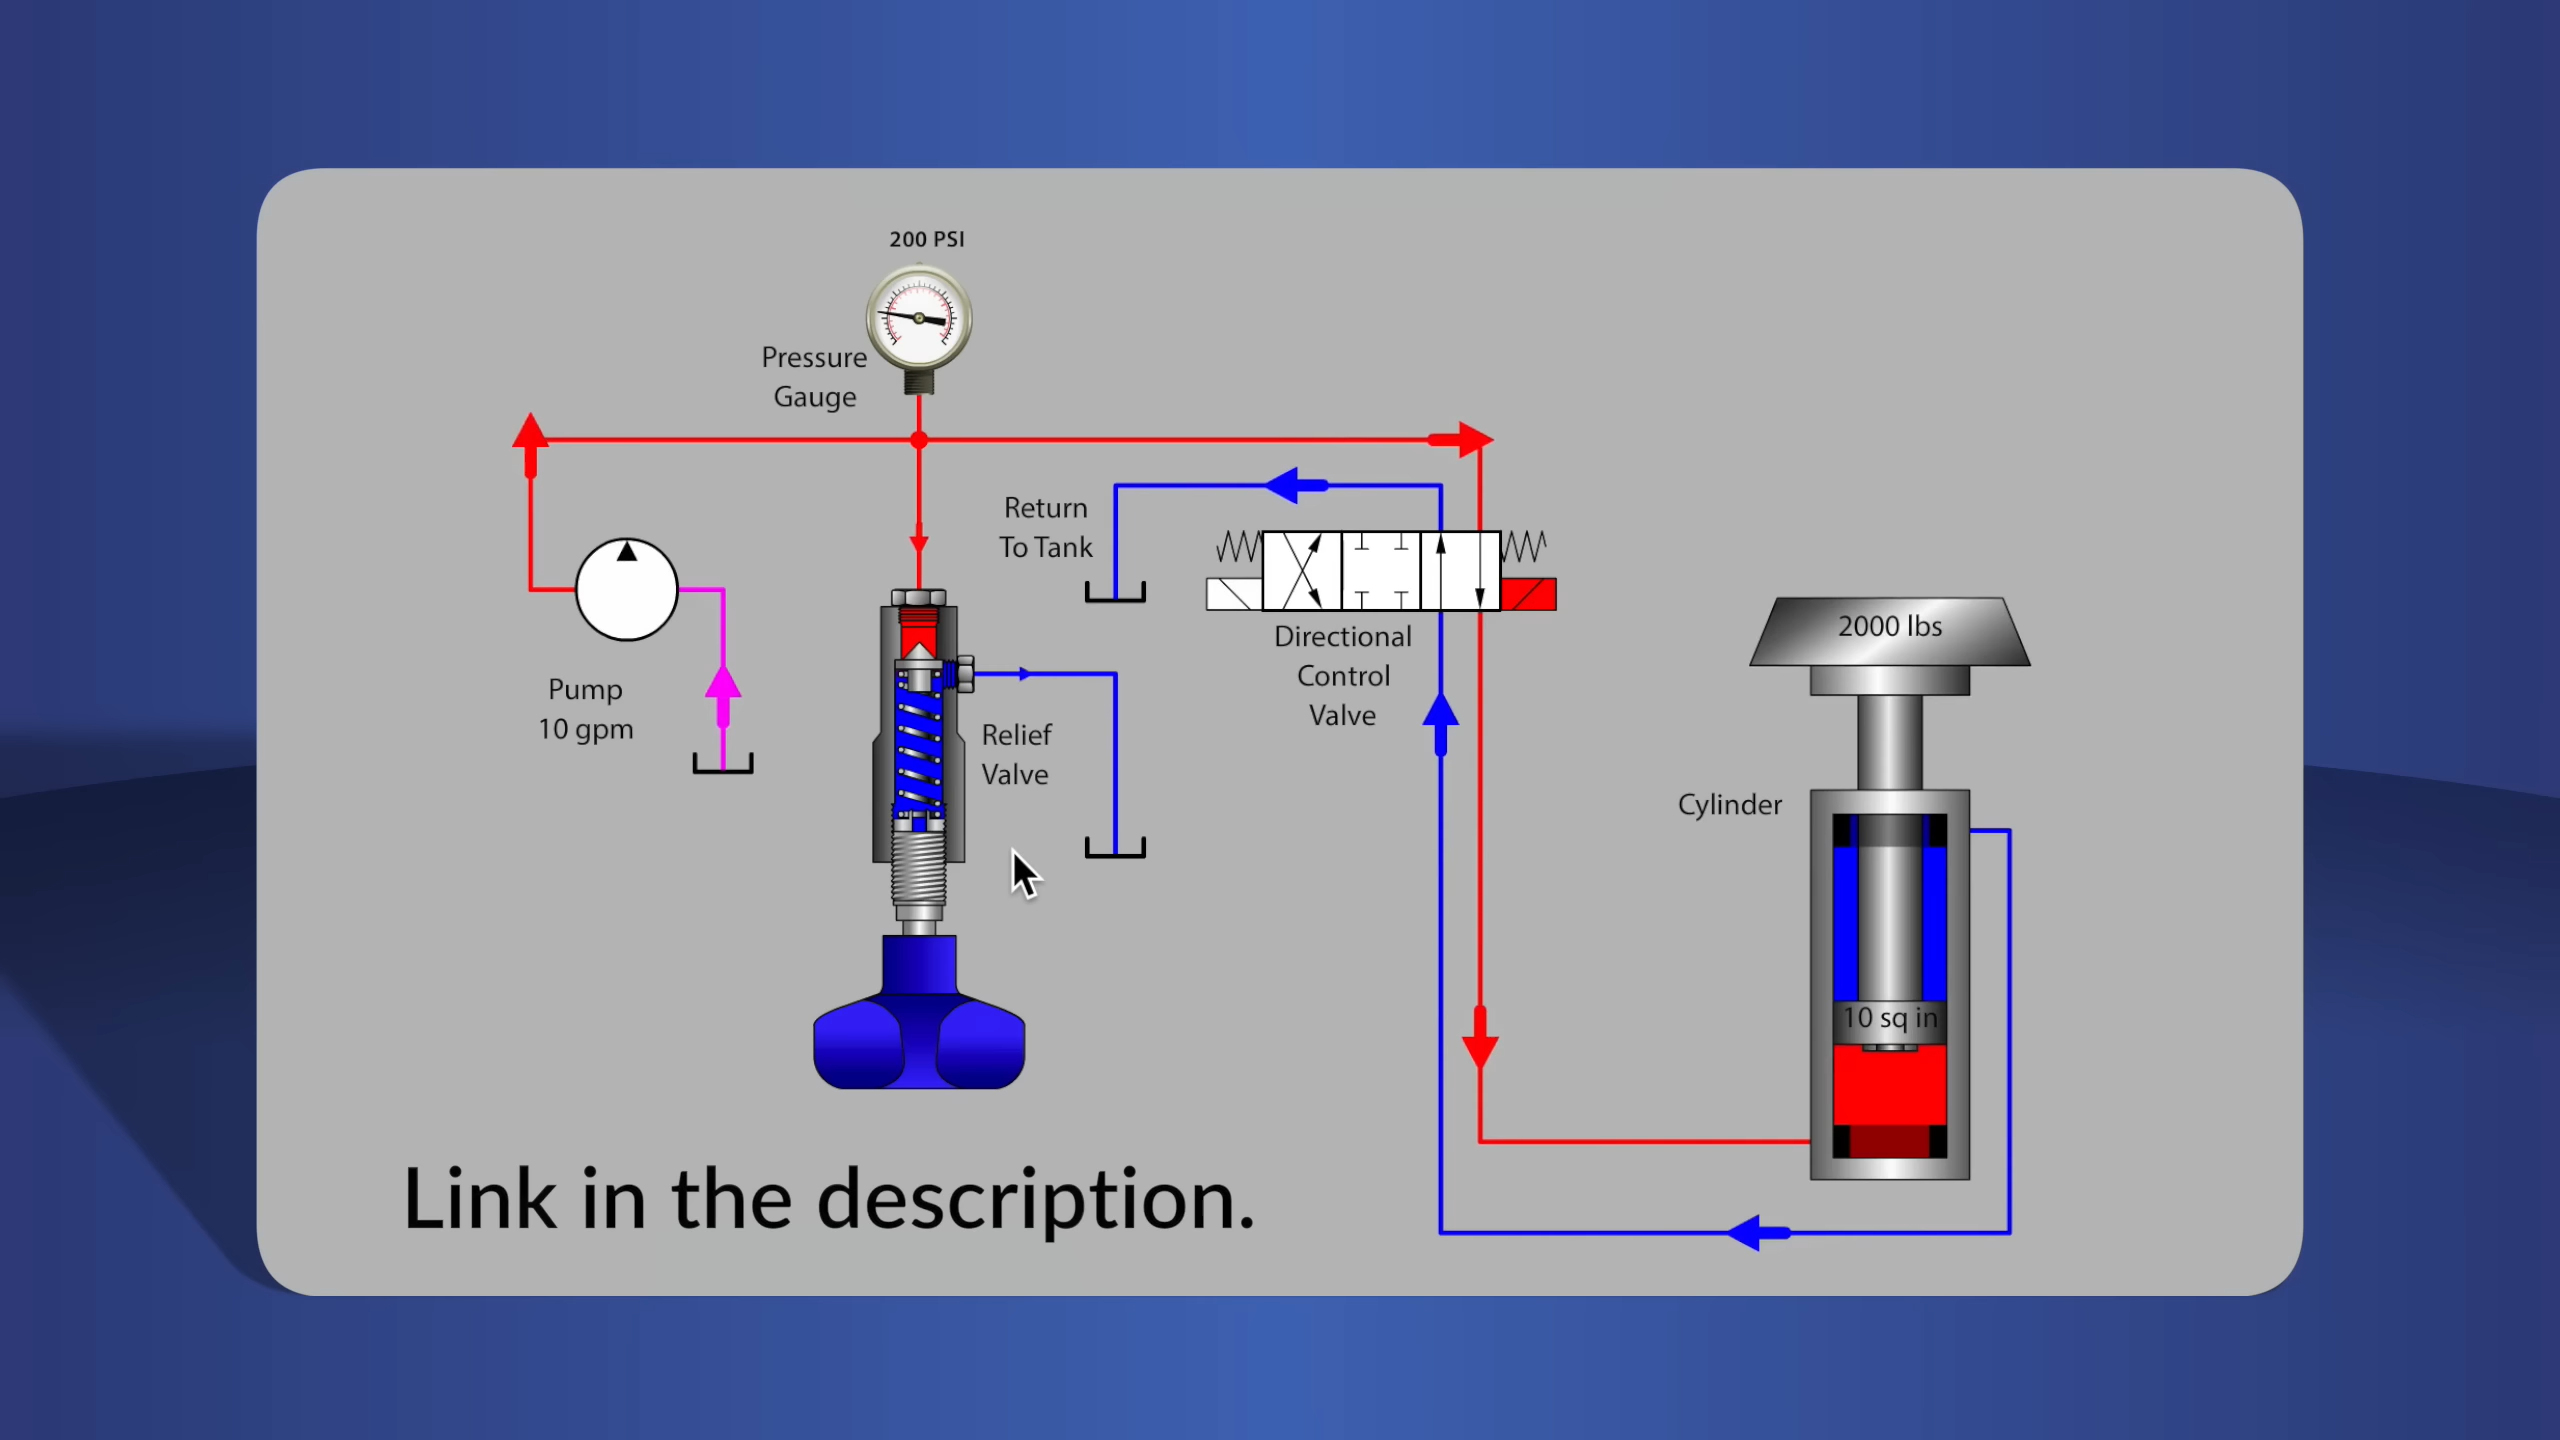 200 PSI
Pressure
Gauge
Return
To Tank
Pump
10 gpm
Relief
Valve
Directional
Control
Valve
2000 lbs
Cylinder
10 sq in
Link in the description.